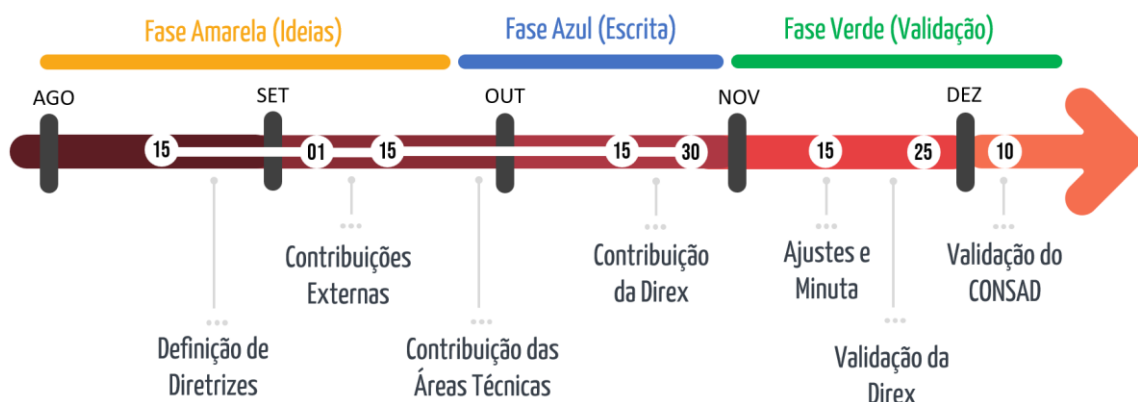 Fase Amarela (Ideias)
Fase Azul (Escrita)
Fase Verde (Validação)
AGO
SET
OUT
NOV
DEZ
15
01
15
15
30
15
25
10
Contribuições
Externas
Contribuição
da Direx
Ajustes e
Minuta
Validação do
CONSAD
Definição de
Diretrizes
Contribuição das
Áreas Técnicas
Validação da
Direx